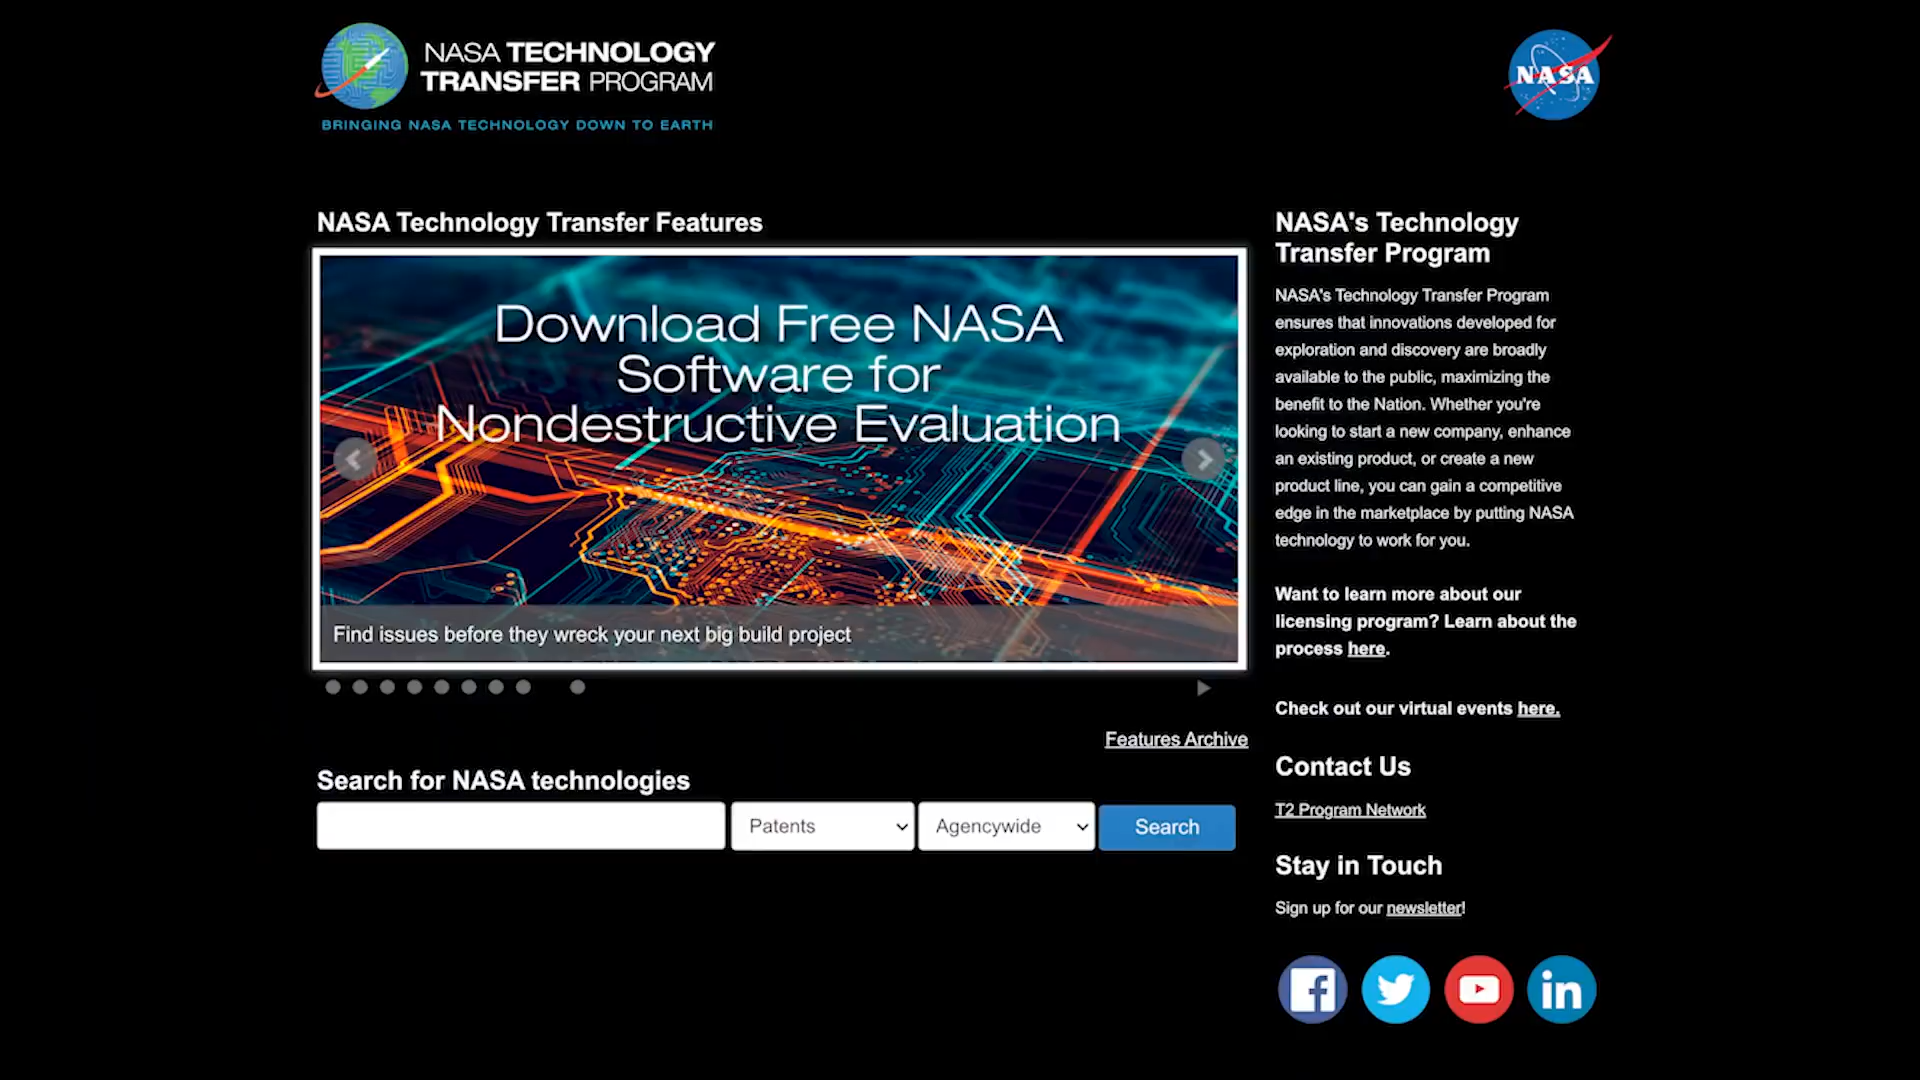 NASA TECHNOLOGY
TRANSFER PROGRAM
BRINGING NASA TECHNOLOGY DOWN TO EARTH
NASA
NASA Technology Transfer Features
Download Free NASA
Software for
Nondestructive Evaluation
Find issues before they wreck your next big build project
Features Archive
Search for NASA technologies
Patents
Agencywide
Search
NASA's Technology
Transfer Program
NASA's Technology Transfer Program
ensures that innovations developed for
exploration and discovery are broadly
available to the public, maximizing the
benefit to the Nation. Whether you're
looking to start a new company, enhance
an existing product, or create a new
product line, you can gain a competitive
edge in the marketplace by putting NASA
technology to work for you.
Want to learn more about our
licensing program? Learn about the
process here.
Check out our virtual events here.
Contact Us
T2 Program Network
Stay in Touch
Sign up for our newsletter!
f
in